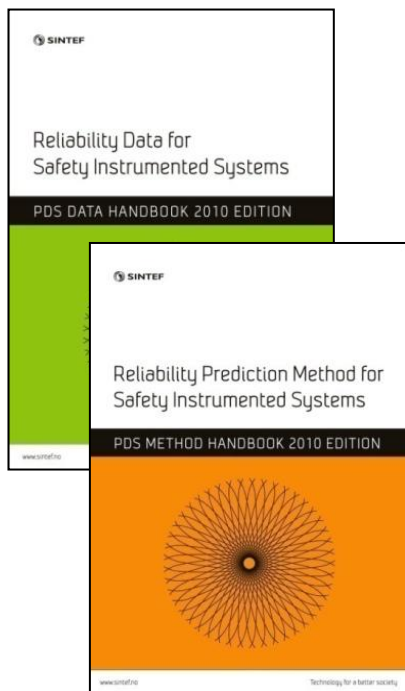 SINTEF
Reliability Data for
Safety Instrumented Systems
PDS DATA HANDBOOK 2010 EDITION
www.sintef.no
SINTEF
Reliability Prediction Method for
Safety Instrumented Systems
PDS METHOD HANDBOOK 2010 EDITION
www.sintef.no
Technology for a better society